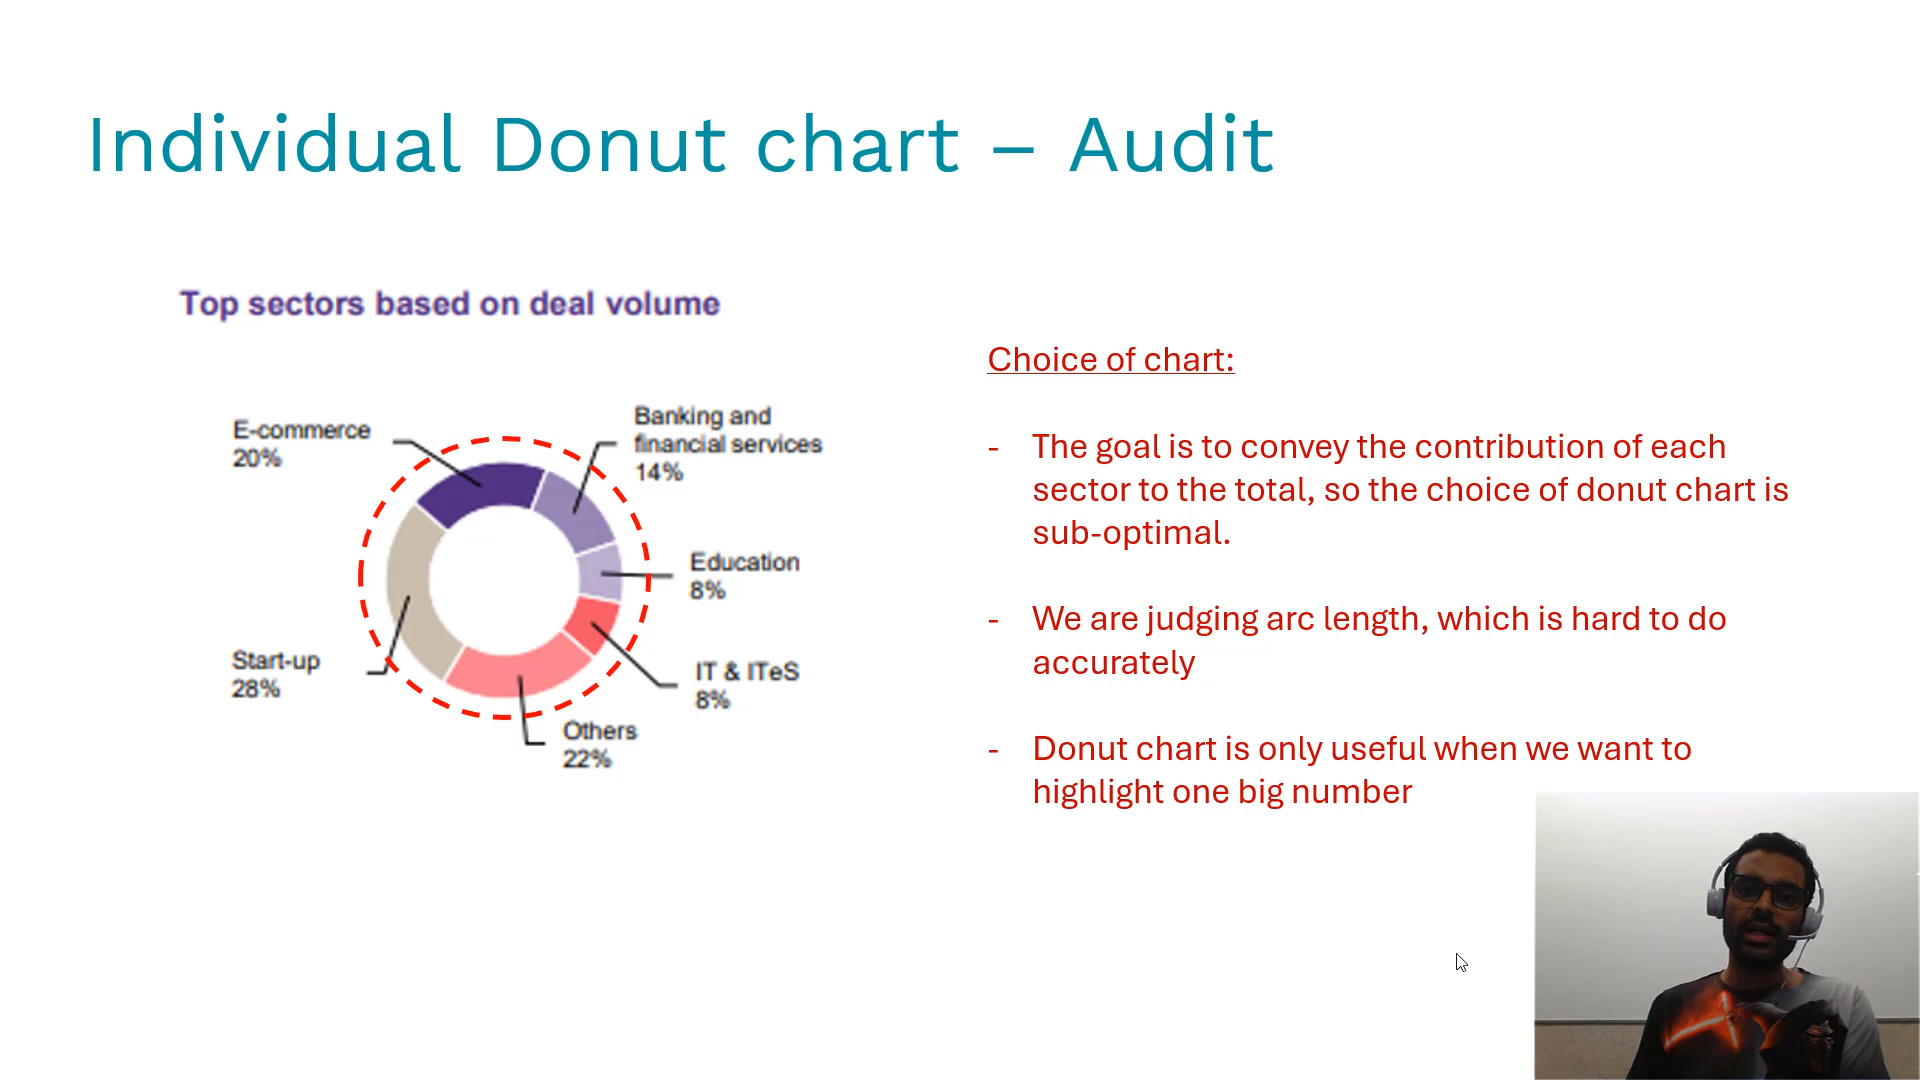 Individual Donut chart – Audit
Top sectors based on deal volume
E-commerce
20%
Banking and
financial services
14%
Education
8%
IT & ITeS
8%
Others
22%
Start-up
28%
Choice of chart:
- The goal is to convey the contribution of each
sector to the total, so the choice of donut chart is
sub-optimal.
- We are judging arc length, which is hard to do
accurately
- Donut chart is only useful when we want to
highlight one big number